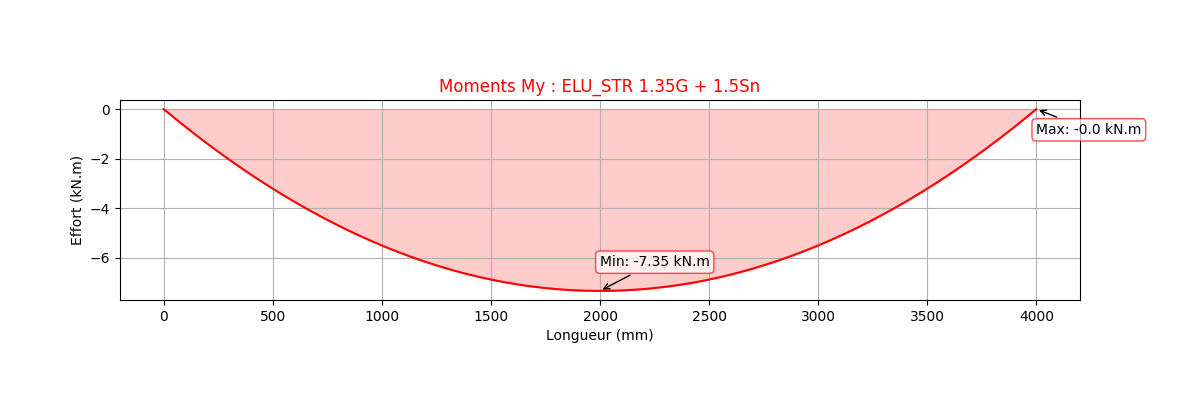 Moments My : ELU_STR 1.35G + 1.5Sn
0
Max: -0.0 kN.m
−2
Effort (kN.m)
−4
−6
Min: -7.35 kN.m
0 500 1000 1500 2000 2500 3000 3500 4000
Longueur (mm)